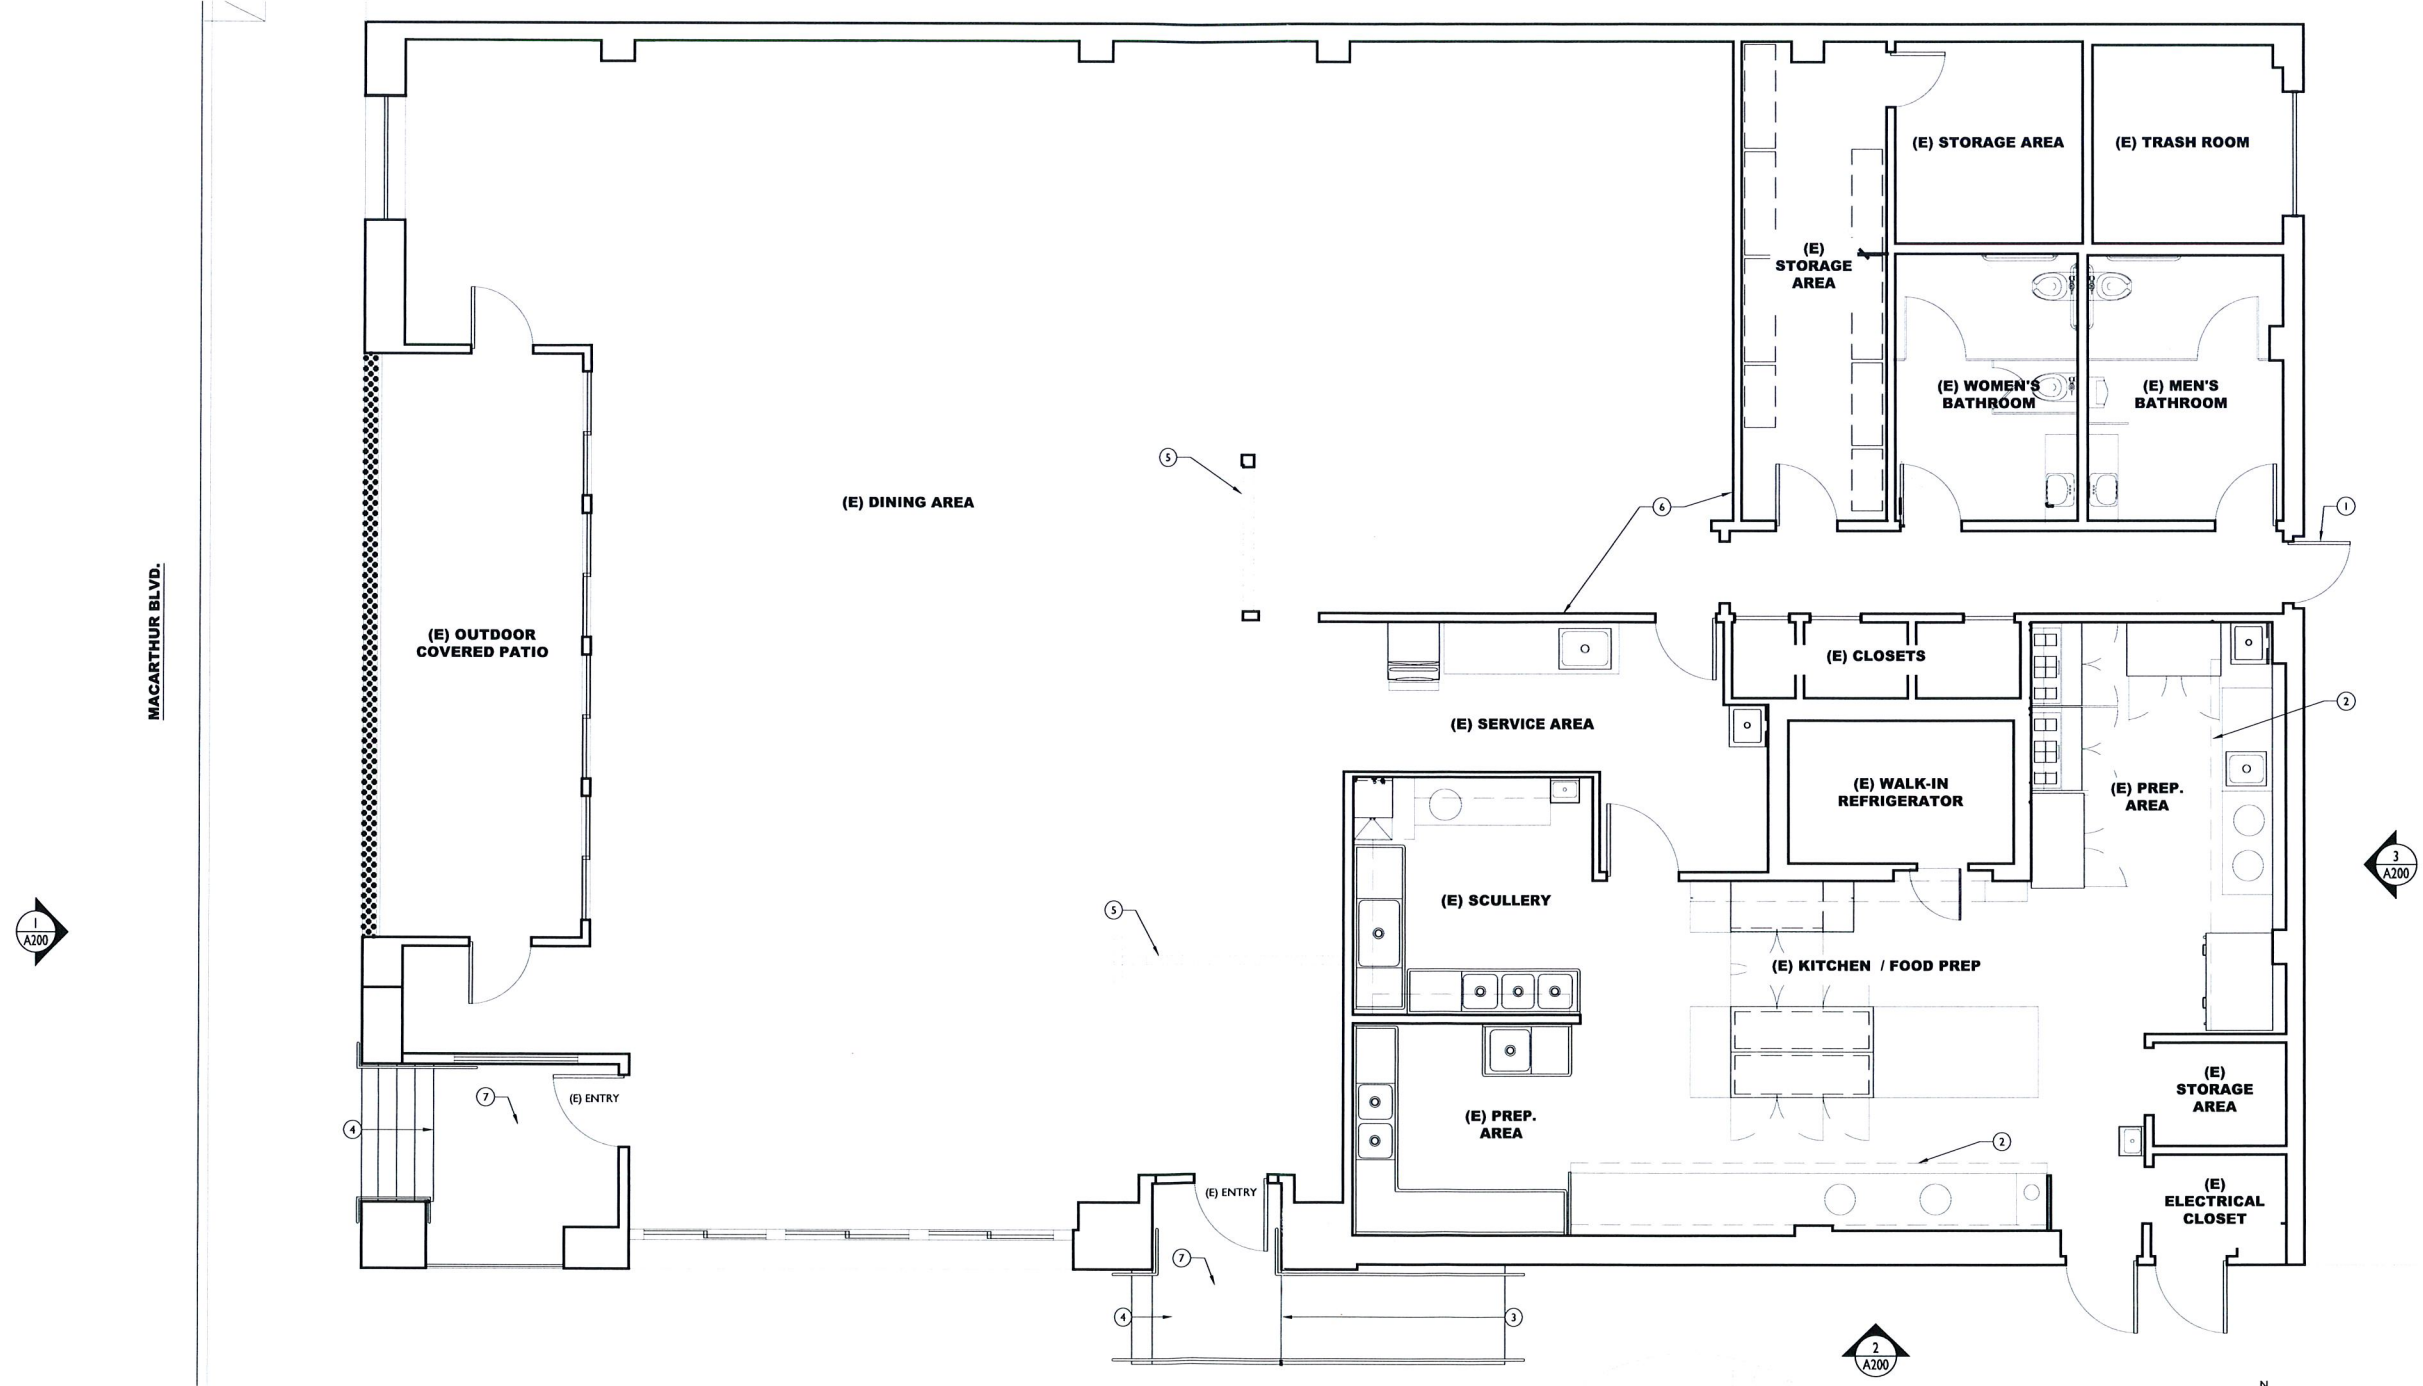 (E) STORAGE AREA
(E) TRASH ROOM
(E)
STORAGE
AREA
(E) WOMEN'S
BATHROOM
(E) MEN'S
BATHROOM
5
(E) DINING AREA
6
1
MACARTHUR BLVD.
(E) OUTDOOR
COVERED PATIO
(E) CLOSETS
(E) SERVICE AREA
2
(E) WALK-IN
REFRIGERATOR
(E) PREP.
AREA
3
A200
1
A200
(E) SCULLERY
5
(E) KITCHEN / FOOD PREP
7
(E) ENTRY
4
(E) PREP.
AREA
(E)
STORAGE
AREA
2
(E) ENTRY
(E)
ELECTRICAL
CLOSET
7
4
3
2
A200
N